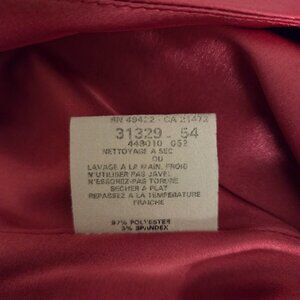 RN 49422 - CA 21472
31329 54
448010 052
NETTOYAGE A SEC
OU
LAVAGE A LA MAIN, FROID
N'UTILISER PAS JAVEL
N'ESSOREZ-PAS TORDRE
SECHER A PLAT
REPASSEZ A LA TEMPERATURE
FRAICHE
97% POLYESTER
3% SPANDEX